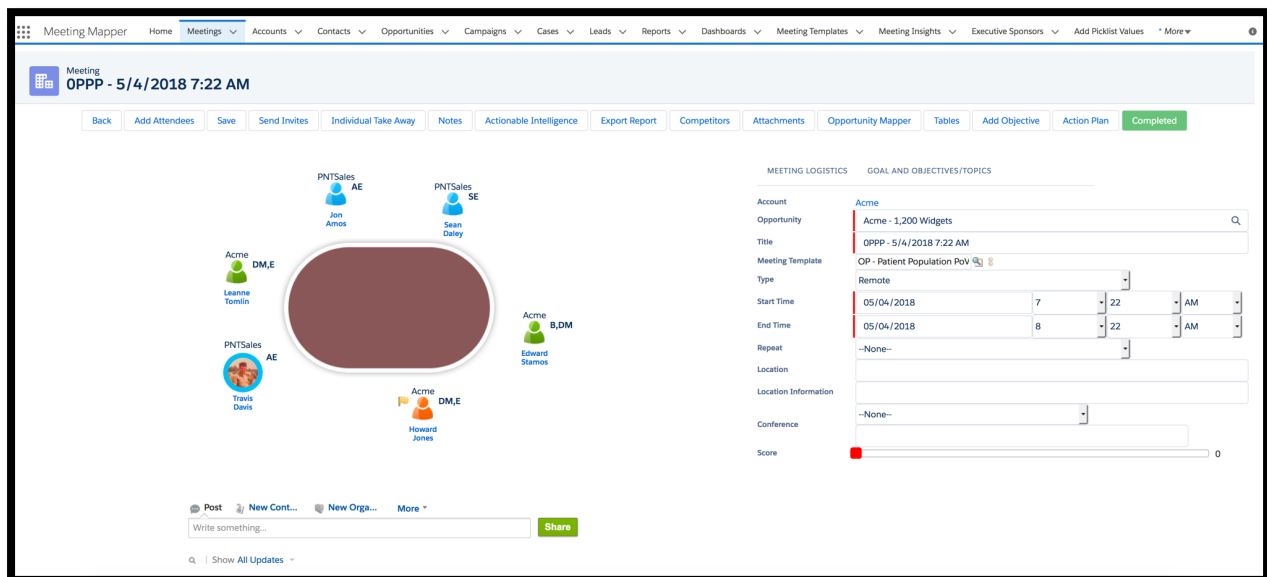 Meeting Mapper Home Meetings Accounts Contacts Opportunities Campaigns Cases Leads Reports Dashboards Meeting Templates Meeting Insights Executive Sponsors Add Picklist Values * More
Meeting
0PPP - 5/4/2018 7:22 AM
Back Add Attendees Save Send Invites Individual Take Away Notes Actionable Intelligence Export Report Competitors Attachments Opportunity Mapper Tables Add Objective Action Plan Completed
PNTSales
AE
Jon
Amos
PNTSales
SE
Sean
Daley
Acme
DM,E
Leanne
Tomlin
Acme
B,DM
Edward
Stamos
PNTSales
AE
Travis
Davis
Acme
DM,E
Howard
Jones
MEETING LOGISTICS GOAL AND OBJECTIVES/TOPICS
Account Acme
Opportunity Acme - 1,200 Widgets
Title 0PPP - 5/4/2018 7:22 AM
Meeting Template OP - Patient Population PoV
Type Remote
Start Time 05/04/2018 7 22 AM
End Time 05/04/2018 8 22 AM
Repeat --None--
Location
Location Information
Conference --None--
Score 0
Post New Cont... New Orga... More
Write something... Share
Show All Updates